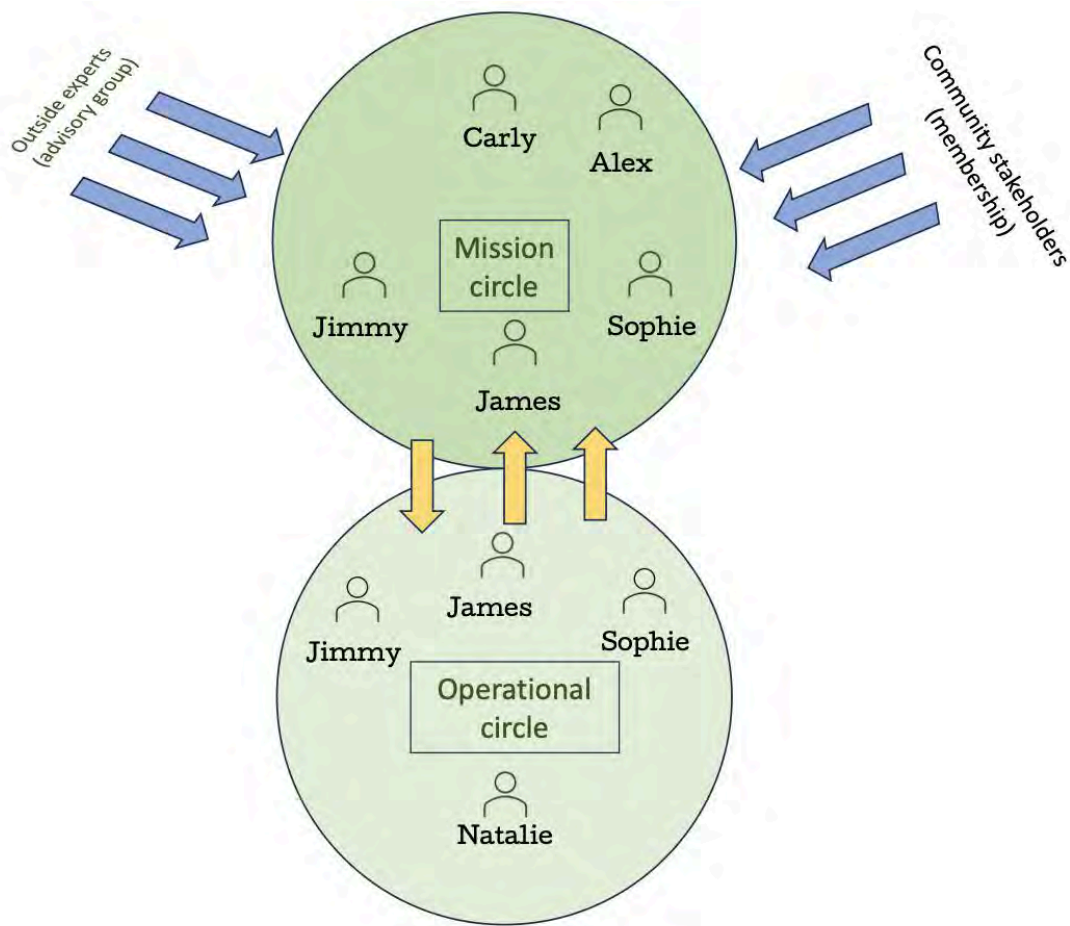 Outside experts
(advisory group)
Community stakeholders
(membership)
Carly
Alex
Mission
circle
Jimmy
Sophie
James
James
Jimmy
Sophie
Operational
circle
Natalie